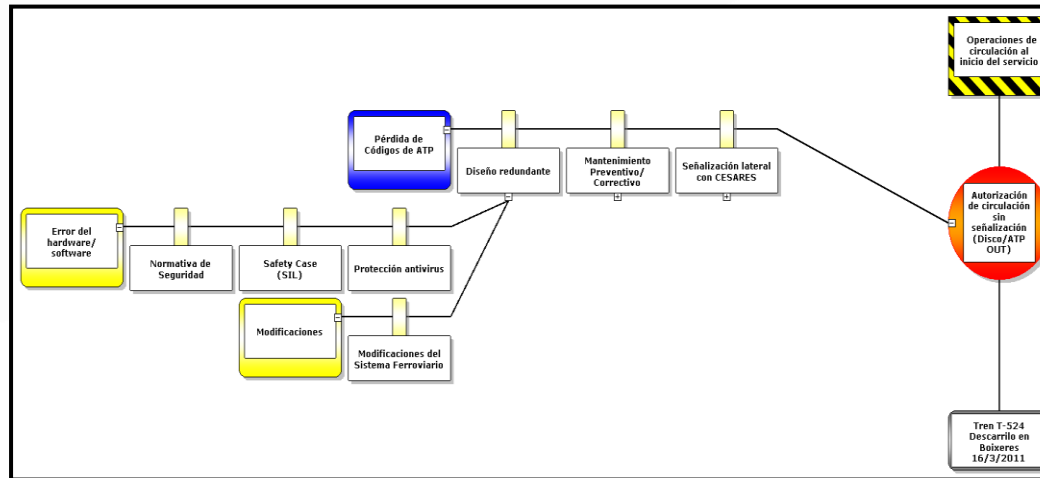 Operaciones de
circulación al
inicio del servicio
Pérdida de
Códigos de ATP
Diseño redundante
Mantenimiento
Preventivo/
Correctivo
Señalización lateral
con CESARES
Autorización
de circulación
sin
señalización
(Disco/ATP
OUT)
Error del
hardware/
software
Normativa de
Seguridad
Safety Case
(SIL)
Protección antivirus
Modificaciones
Modificaciones del
Sistema Ferroviario
Tren T-524
Descarrilo en
Boixeres
16/3/2011